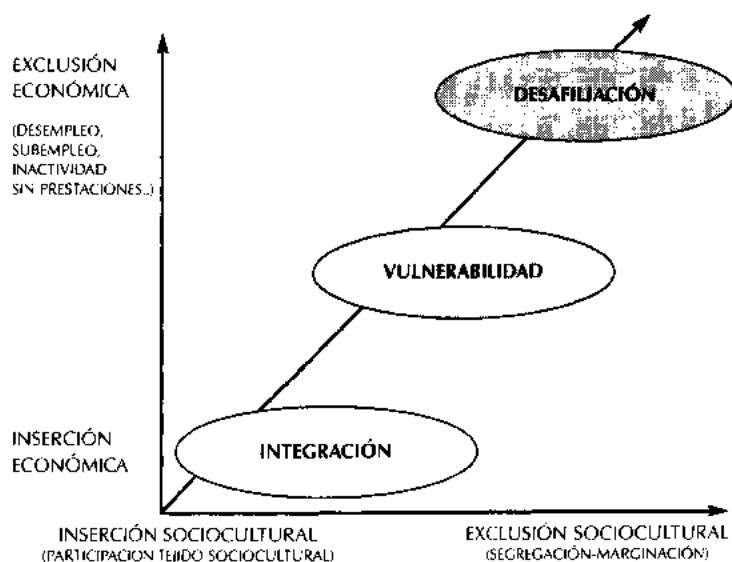 EXCLUSIÓN
ECONÓMICA
(DESEMPLEO,
SUBEMPLEO,
INACTIVIDAD
SIN PRESTACIONES..)
DESAFILIACIÓN
VULNERABILIDAD
INSERCIÓN
ECONÓMICA
INTEGRACIÓN
INSERCIÓN SOCIOCULTURAL
(PARTICIPACION TEJIDO SOCIOCULTURAL)
EXCLUSIÓN SOCIOCULTURAL
(SEGREGACIÓN-MARGINACIÓN)